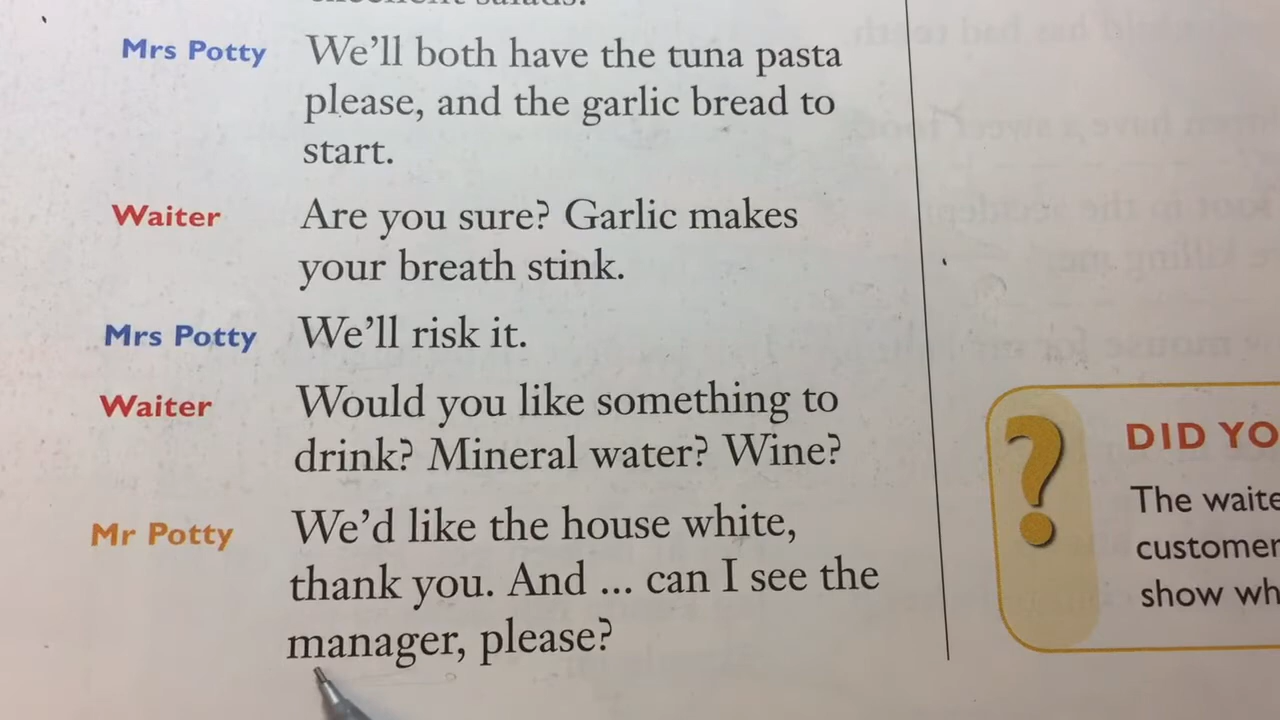 Mrs Potty We'll both have the tuna pasta
please, and the garlic bread to
start.
Waiter Are you sure? Garlic makes
your breath stink.
Mrs Potty We'll risk it.
Waiter Would you like something to
drink? Mineral water? Wine?
Mr Potty We'd like the house white,
thank you. And ... can I see the
manager, please?
?
DID YO
The waite
customer
show wh